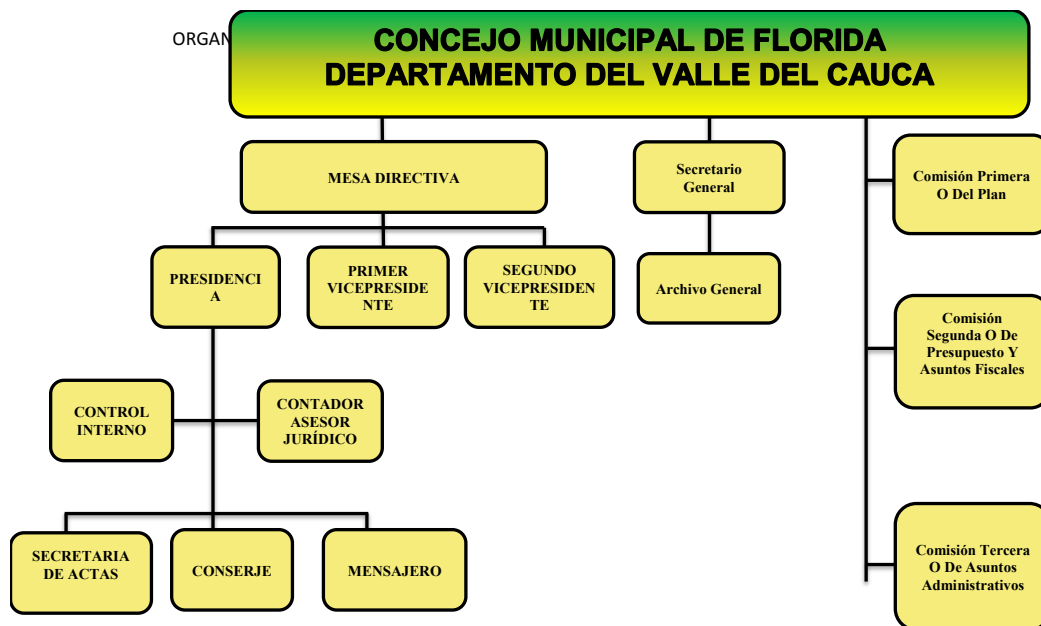 ORGAN
CONCEJO MUNICIPAL DE FLORIDA
DEPARTAMENTO DEL VALLE DEL CAUCA
MESA DIRECTIVA
Secretario
General
Comisión Primera
O Del Plan
PRESIDENCI
A
PRIMER
VICEPRESIDE
NTE
SEGUNDO
VICEPRESIDEN
TE
Archivo General
Comisión
Segunda O De
Presupuesto Y
Asuntos Fiscales
CONTROL
INTERNO
CONTADOR
ASESOR
JURÍDICO
SECRETARIA
DE ACTAS
CONSERJE
MENSAJERO
Comisión Tercera
O De Asuntos
Administrativos